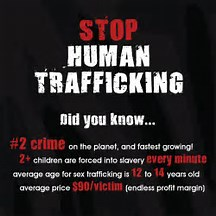 STOP
HUMAN
TRAFFICKING
Did you know...
#2 crime on the planet, and fastest growing!
2+ children are forced into slavery every minute
average age for sex trafficking is 12 to 14 years old
average price $90/victim (endless profit margin)